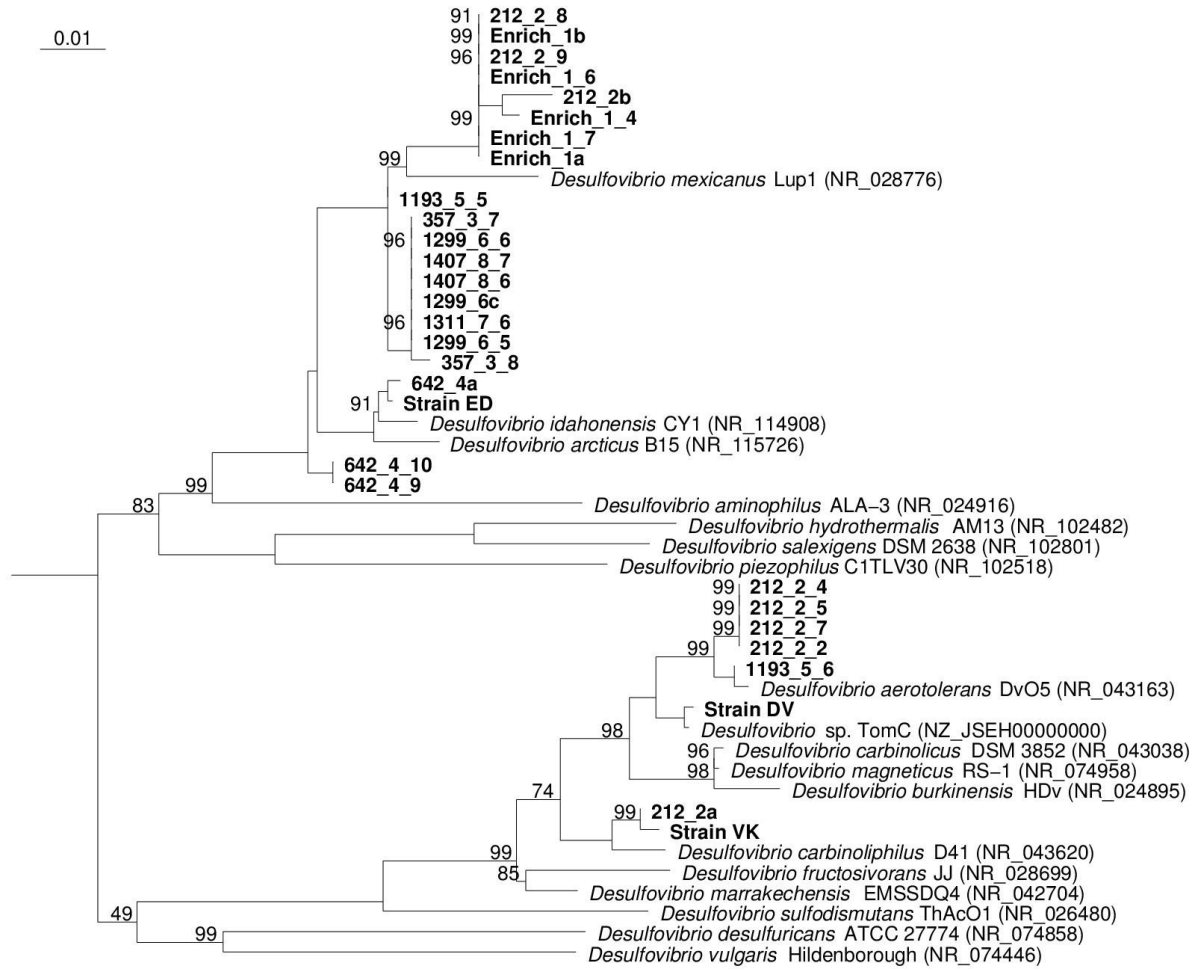 0.01
91 212_2_8
99 Enrich_1b
96 212_2_9
Enrich_1_6
212_2b
99 Enrich_1_4
Enrich_1_7
Enrich_1a
99
Desulfovibrio mexicanus Lup1 (NR_028776)
1193_5_5
357_3_7
96 1299_6_6
1407_8_7
1407_8_6
1299_6c
96 1311_7_6
1299_6_5
357_3_8
642_4a
91 Strain ED
Desulfovibrio idahonensis CY1 (NR_114908)
Desulfovibrio arcticus B15 (NR_115726)
642_4_10
99 642_4_9
83 Desulfovibrio aminophilus ALA−3 (NR_024916)
Desulfovibrio hydrothermalis AM13 (NR_102482)
Desulfovibrio salexigens DSM 2638 (NR_102801)
Desulfovibrio piezophilus C1TLV30 (NR_102518)
99 212_2_4
99 212_2_5
99 212_2_7
99 212_2_2
1193_5_6
Desulfovibrio aerotolerans DvO5 (NR_043163)
Strain DV
98 Desulfovibrio sp. TomC (NZ_JSEH00000000)
96 Desulfovibrio carbinolicus DSM 3852 (NR_043038)
98 Desulfovibrio magneticus RS−1 (NR_074958)
74 Desulfovibrio burkinensis HDv (NR_024895)
99 212_2a
Strain VK
99 Desulfovibrio carbinoliphilus D41 (NR_043620)
85 Desulfovibrio fructosivorans JJ (NR_028699)
Desulfovibrio marrakechensis EMSSDQ4 (NR_042704)
49 Desulfovibrio sulfodismutans ThAcO1 (NR_026480)
99 Desulfovibrio desulfuricans ATCC 27774 (NR_074858)
Desulfovibrio vulgaris Hildenborough (NR_074446)